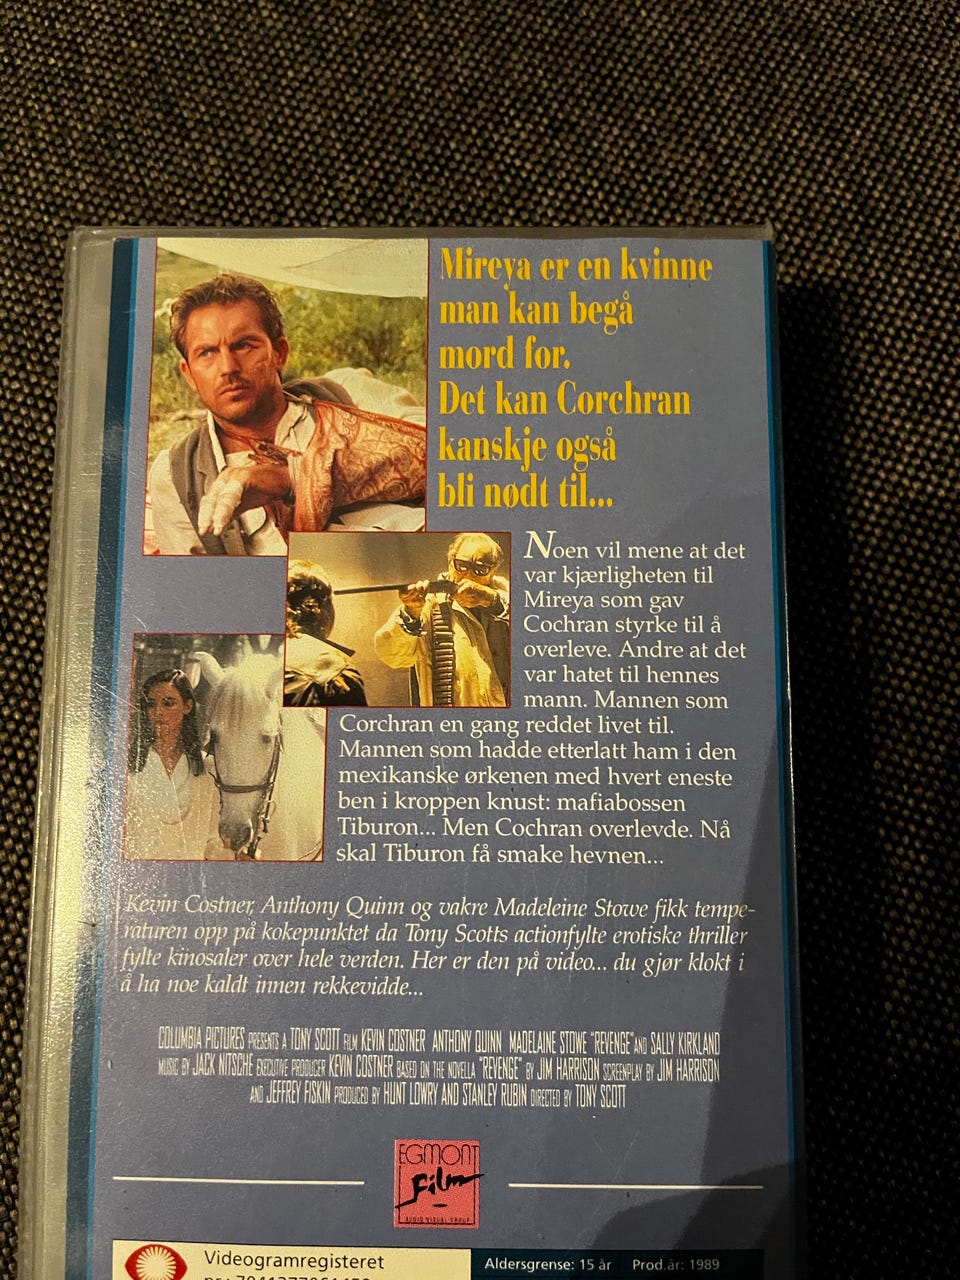 Mireya er en kvinne
man kan begå
mord for.
Det kan Corchran
kanskje også
bli nødt til...
Noen vil mene at det
var kjærligheten til
Mireya som gav
Cochran styrke til å
overleve. Andre at det
var hatet til hennes
mann. Mannen som
Corchran en gang reddet livet til.
Mannen som hadde etterlatt ham i den
mexikanske ørkenen med hvert eneste
ben i kroppen knust: mafiabossen
Tiburon... Men Cochran overlevde. Nå
skal Tiburon få smake hevnen...
Kevin Costner, Anthony Quinn og vakre Madeleine Stowe fikk tempe-
raturen opp på kokepunktet da Tony Scotts actionfylte erotiske thriller
fylte kinosaler over hele verden. Her er den på video... du gjør klokt i
å ha noe kaldt innen rekkevidde...
COLUMBIA PICTURES PRESENTS A TONY SCOTT FILM KEVIN COSTNER ANTHONY QUINN MADELAINE STOWE "REVENGE" AND SALLY KIRKLAND
MUSIC BY JACK NITSCHE EXECUTIVE PRODUCER KEVIN COSTNER BASED ON THE NOVELLA "REVENGE" BY JIM HARRISON SCREENPLAY BY JIM HARRISON
AND JEFFREY FISKIN PRODUCED BY HUNT LOWRY AND STANLEY RUBIN DIRECTED BY TONY SCOTT
EGMONT
Film
AUDIO VISUAL GROUP
Videogramregisteret
Aldersgrense: 15 år Prod.år: 1989